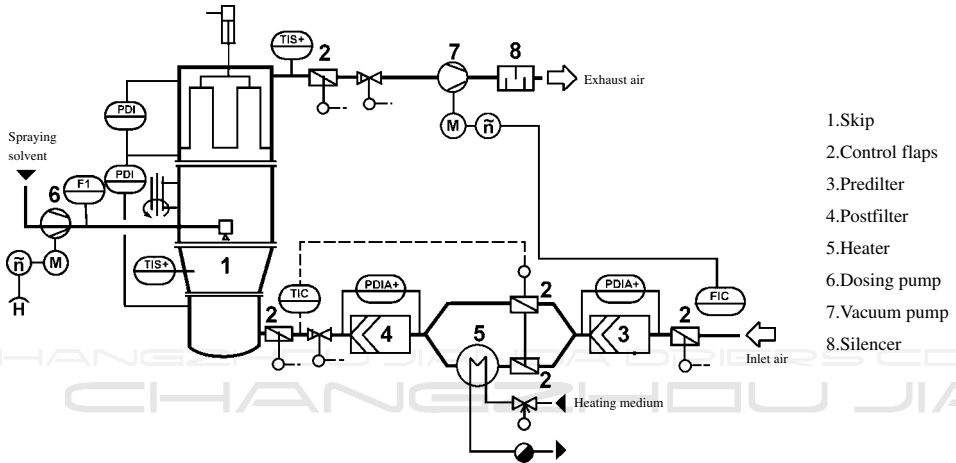 TIS+
2
7
8
Exhaust air
PDI
M
ñ
1.Skip
Spraying
solvent
2.Control flaps
F1
PDI
3.Predilter
6
4.Postfilter
5.Heater
ñ
M
TIS+
1
6.Dosing pump
H
TIC
PDIA+
2
PDIA+
FIC
7.Vacuum pump
2
4
5
3
2
8.Silencer
Inlet air
2
Heating medium
CHANGZHOU JIA